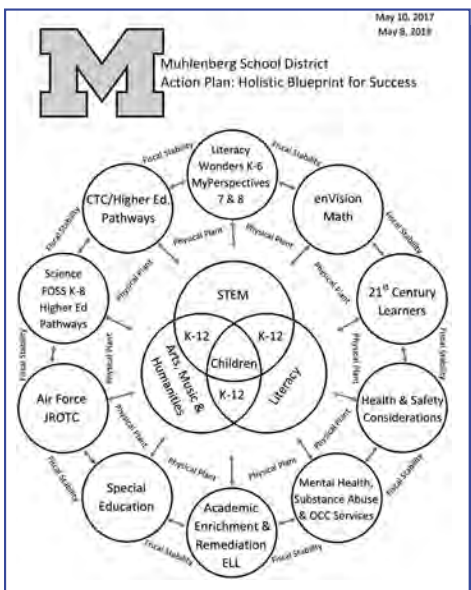 May 10, 2017
May 8, 2018
M
Muhlenberg School District
Action Plan: Holistic Blueprint for Success
Literacy
Wonders K-6
MyPerspectives
7 & 8
enVision
Math
21st Century
Learners
Health & Safety
Considerations
Mental Health,
Substance Abuse
& OCC Services
Academic
Enrichment &
Remediation
ELL
Special
Education
Air Force
JROTC
Science
FOSS K-8
Higher Ed
Pathways
CTC/Higher Ed.
Pathways
Fiscal Stability
Fiscal Stability
Fiscal Stability
Fiscal Stability
Fiscal Stability
Fiscal Stability
Fiscal Stability
Fiscal Stability
Fiscal Stability
Fiscal Stability
Physical Plant
Physical Plant
Physical Plant
Physical Plant
Physical Plant
Physical Plant
Physical Plant
Physical Plant
Physical Plant
Physical Plant
STEM
K-12
K-12
Children
Arts, Music &
Humanities
K-12
Literacy